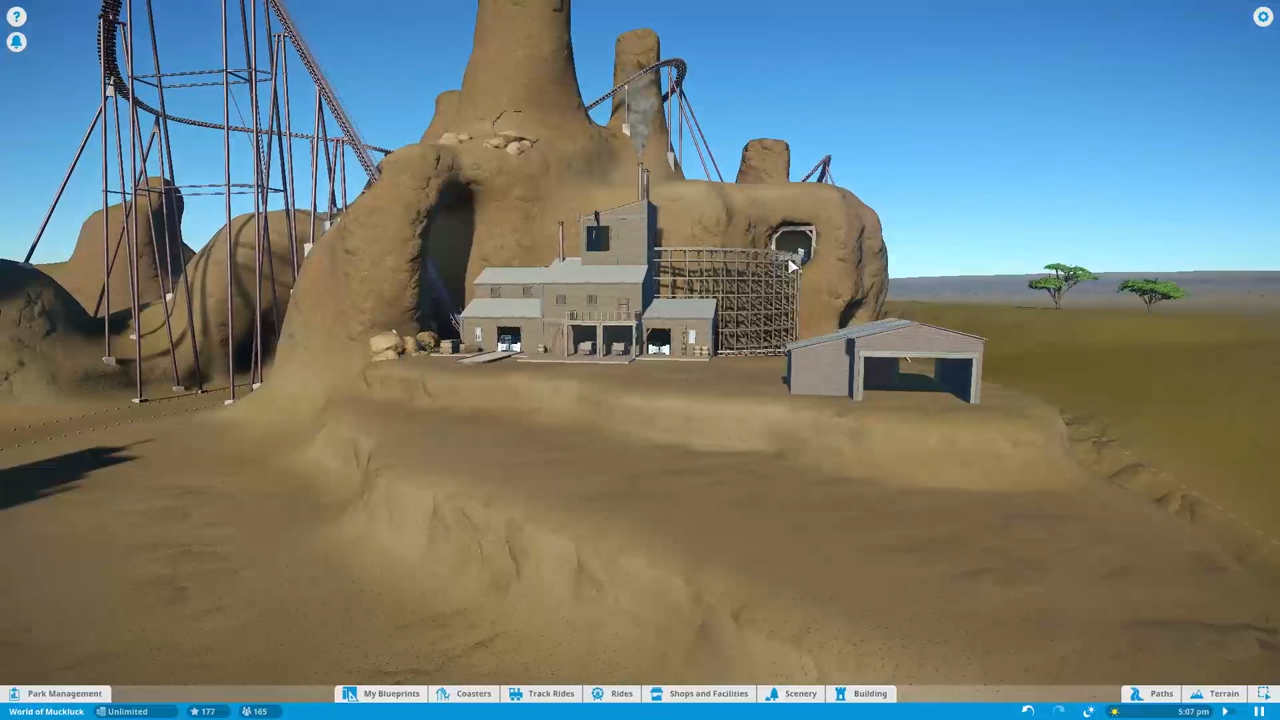 ?
Park Management
My Blueprints
Coasters
Track Rides
Rides
Shops and Facilities
Scenery
Building
Paths
Terrain
World of Muckluck
Unlimited
177
165
5:07 pm